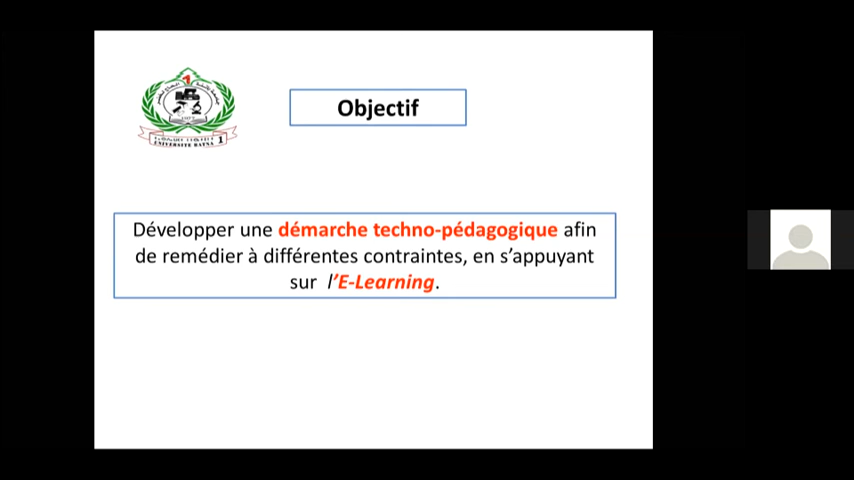 Objectif
UNIVERSITE BATNA 1
Développer une démarche techno-pédagogique afin
de remédier à différentes contraintes, en s’appuyant
sur l’E-Learning.